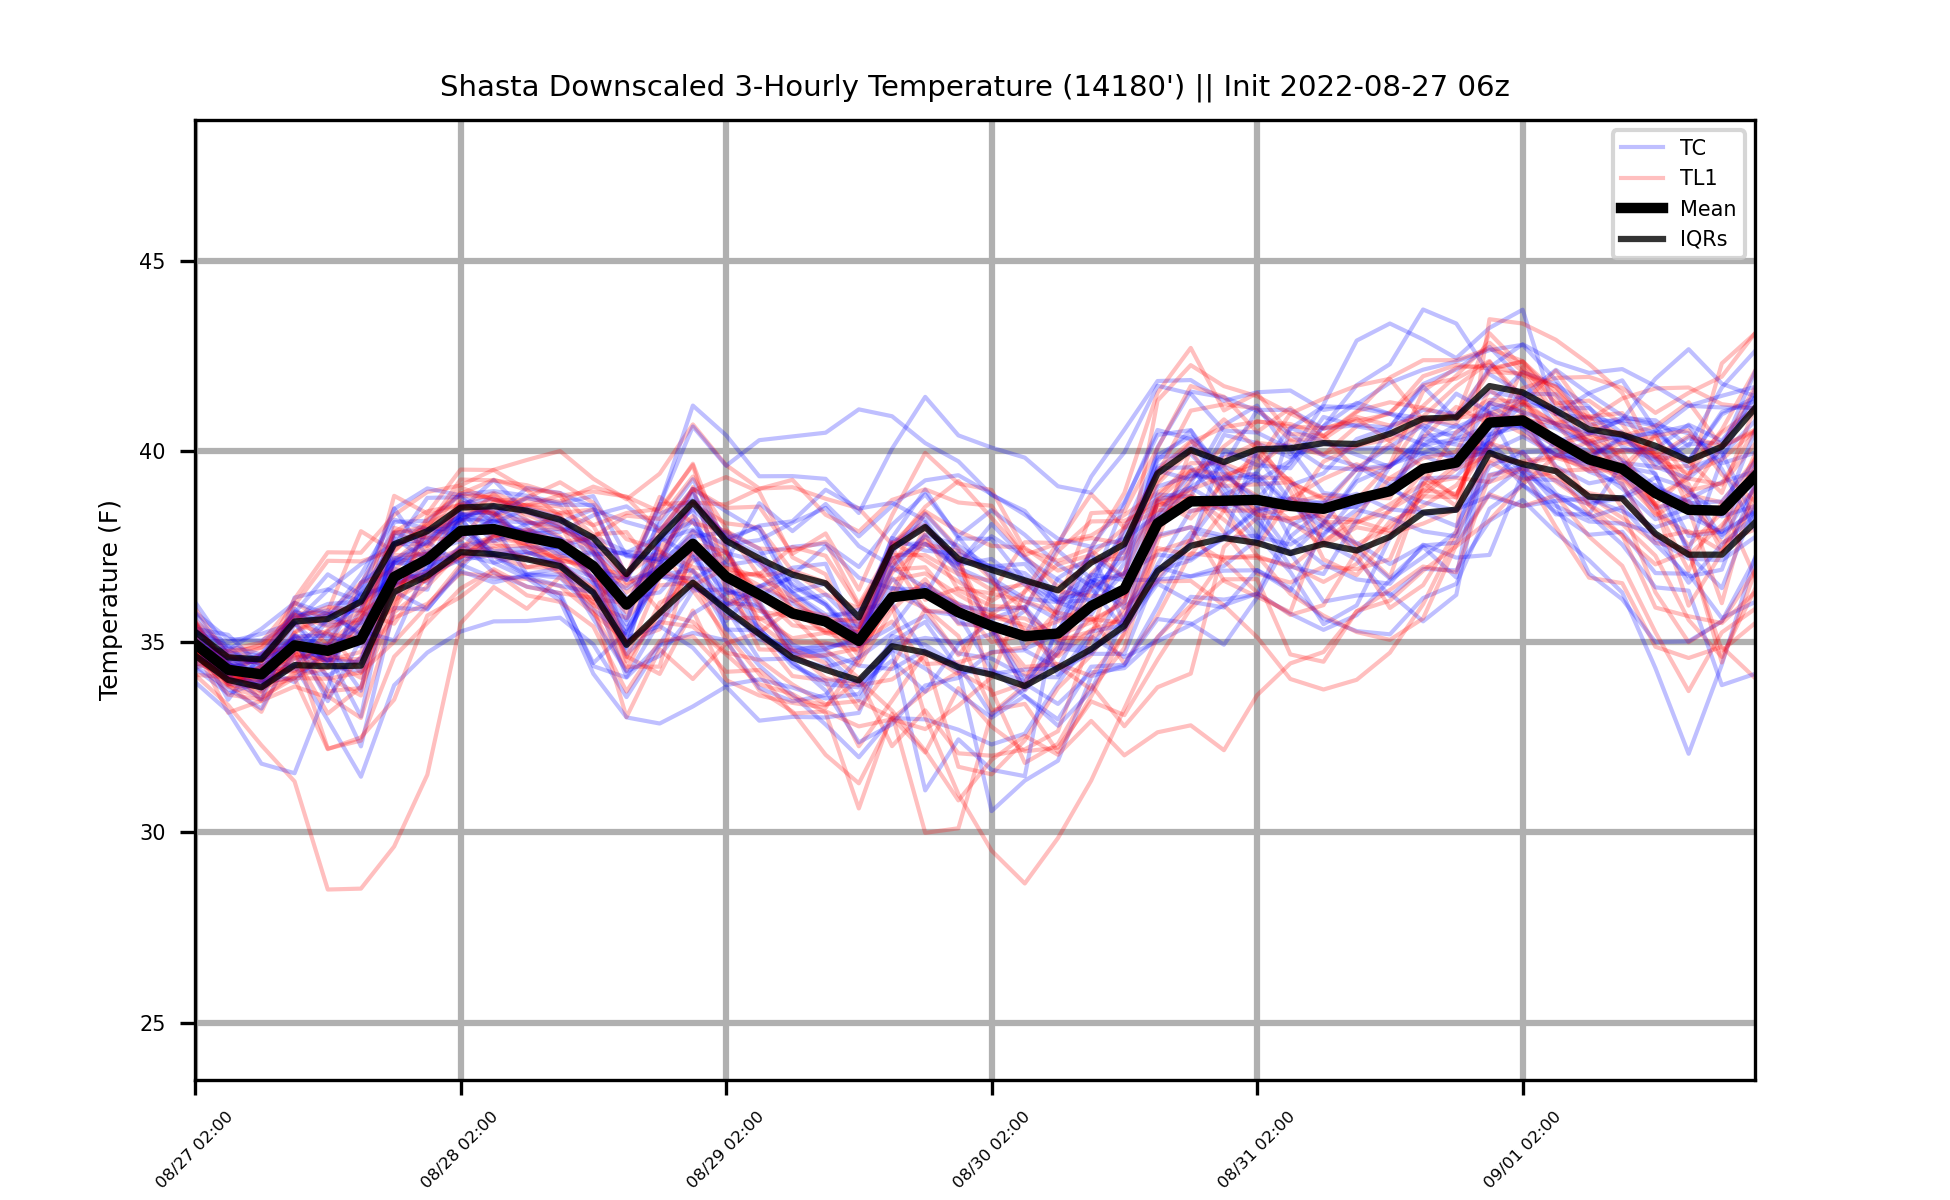 Shasta Downscaled 3-Hourly Temperature (14180') || Init 2022-08-27 06z
TC
TL1
Mean
IQRs
Temperature (F)
45
40
35
30
25
08/27 02:00
08/28 02:00
08/29 02:00
08/30 02:00
08/31 02:00
09/01 02:00